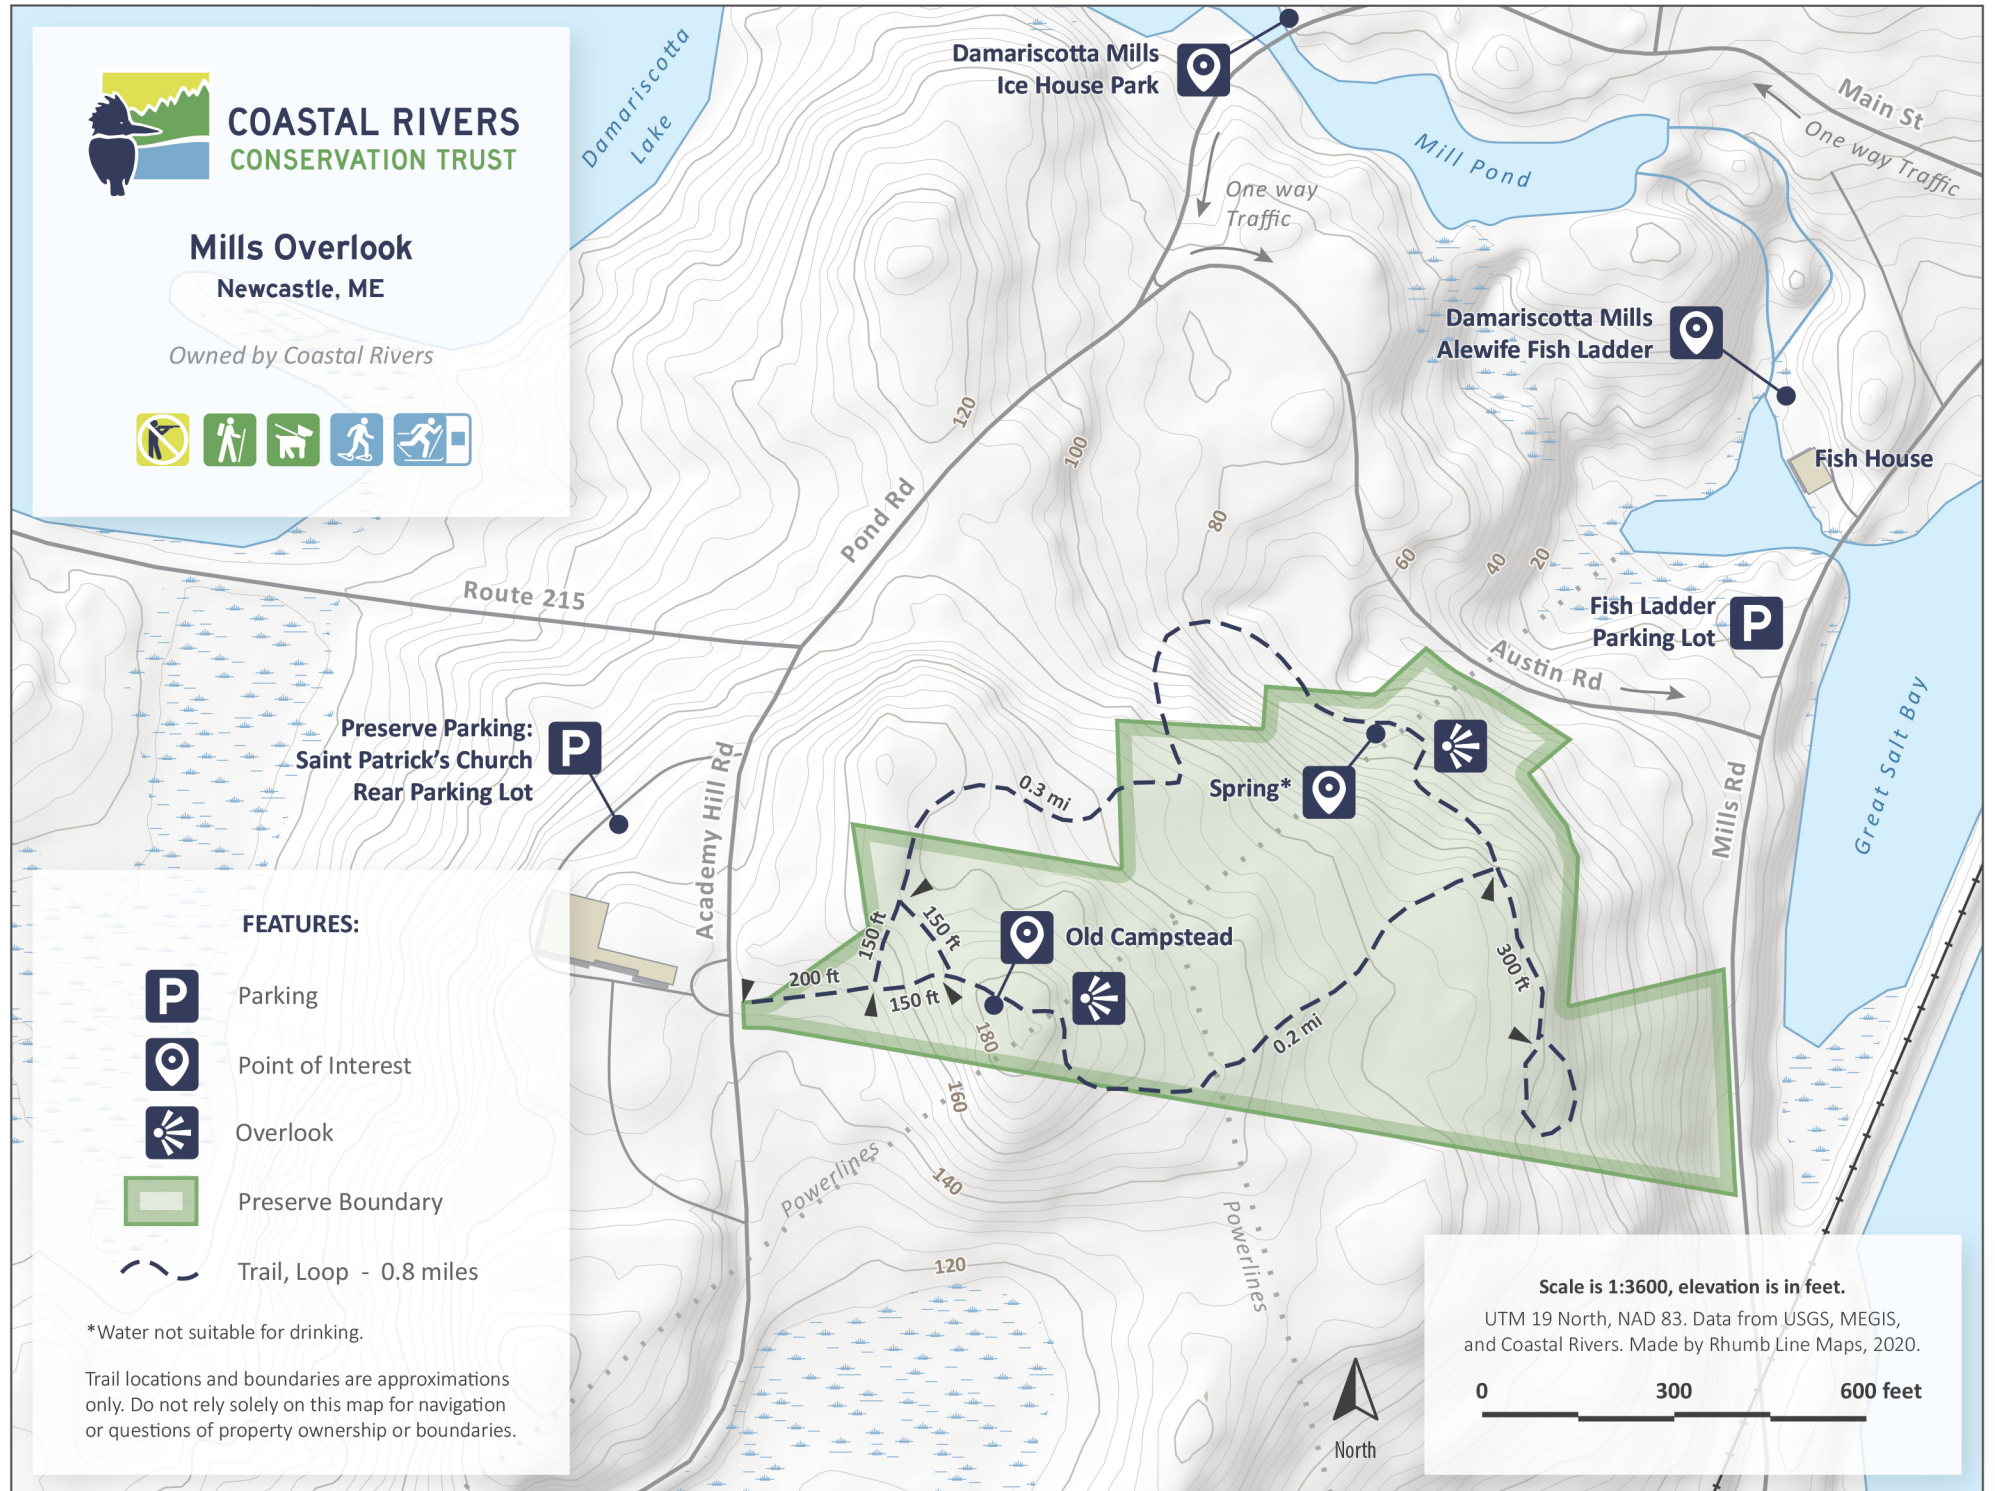 COASTAL RIVERS
CONSERVATION TRUST
Mills Overlook
Newcastle, ME
Owned by Coastal Rivers
Damariscotta
Lake
Damariscotta Mills
Ice House Park
Mill Pond
Main St
One way Traffic
One way
Traffic
Damariscotta Mills
Alewife Fish Ladder
Fish House
120
100
80
60
40
20
Pond Rd
Route 215
Fish Ladder
Parking Lot
P
Austin Rd
Great Salt Bay
Mills Rd
Preserve Parking:
Saint Patrick's Church
Rear Parking Lot
P
Academy Hill Rd
0.3 mi
Spring*
Old Campstead
150 ft
150 ft
200 ft
150 ft
300 ft
0.2 mi
180
160
140
120
Powerlines
Powerlines
FEATURES:
P
Parking
Point of Interest
Overlook
Preserve Boundary
Trail, Loop - 0.8 miles
*Water not suitable for drinking.
Trail locations and boundaries are approximations
only. Do not rely solely on this map for navigation
or questions of property ownership or boundaries.
North
Scale is 1:3600, elevation is in feet.
UTM 19 North, NAD 83. Data from USGS, MEGIS,
and Coastal Rivers. Made by Rhumb Line Maps, 2020.
0 300 600 feet